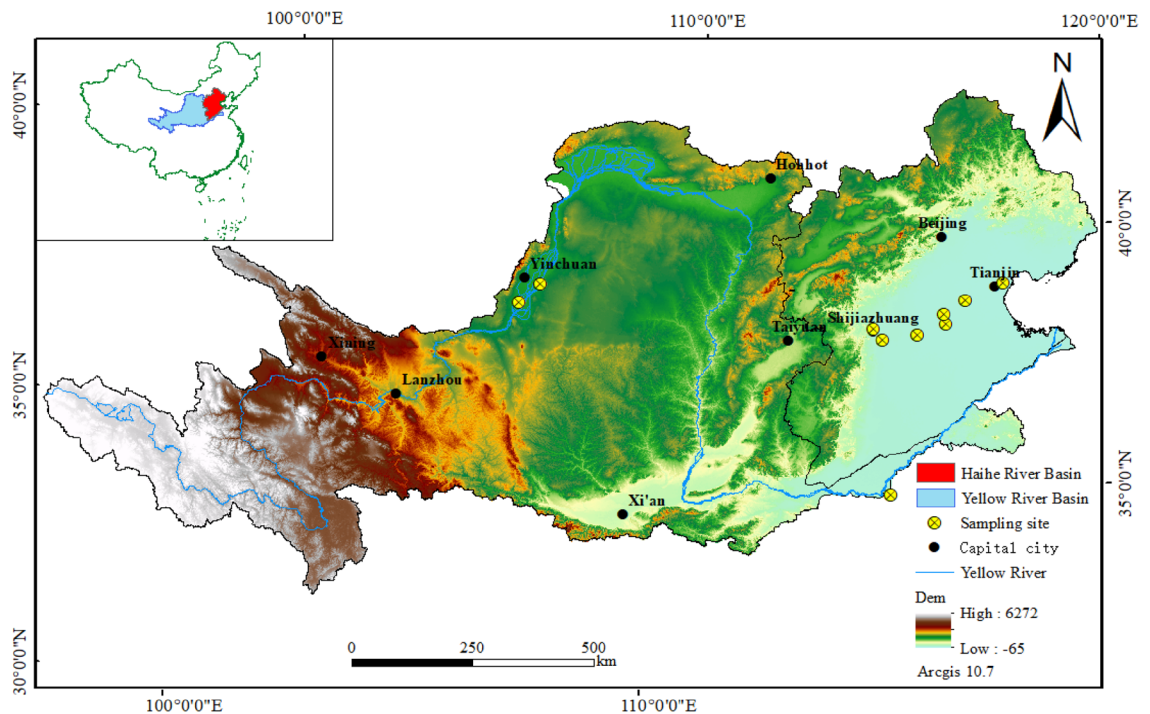 100°0'0"E
110°0'0"E
120°0'0"E
40°0'0"N
N
Hohhot
40°0'0"N
Beijing
Yinchuan
Tianjin
Shijiazhuang
Taiyuan
Xining
Lanzhou
35°0'0"N
Haihe River Basin
Yellow River Basin
35°0'0"N
Xi'an
Sampling site
Capital city
Yellow River
Dem
High : 6272
Low : -65
0 250 500
km
Arcgis 10.7
30°0'0"N
100°0'0"E
110°0'0"E